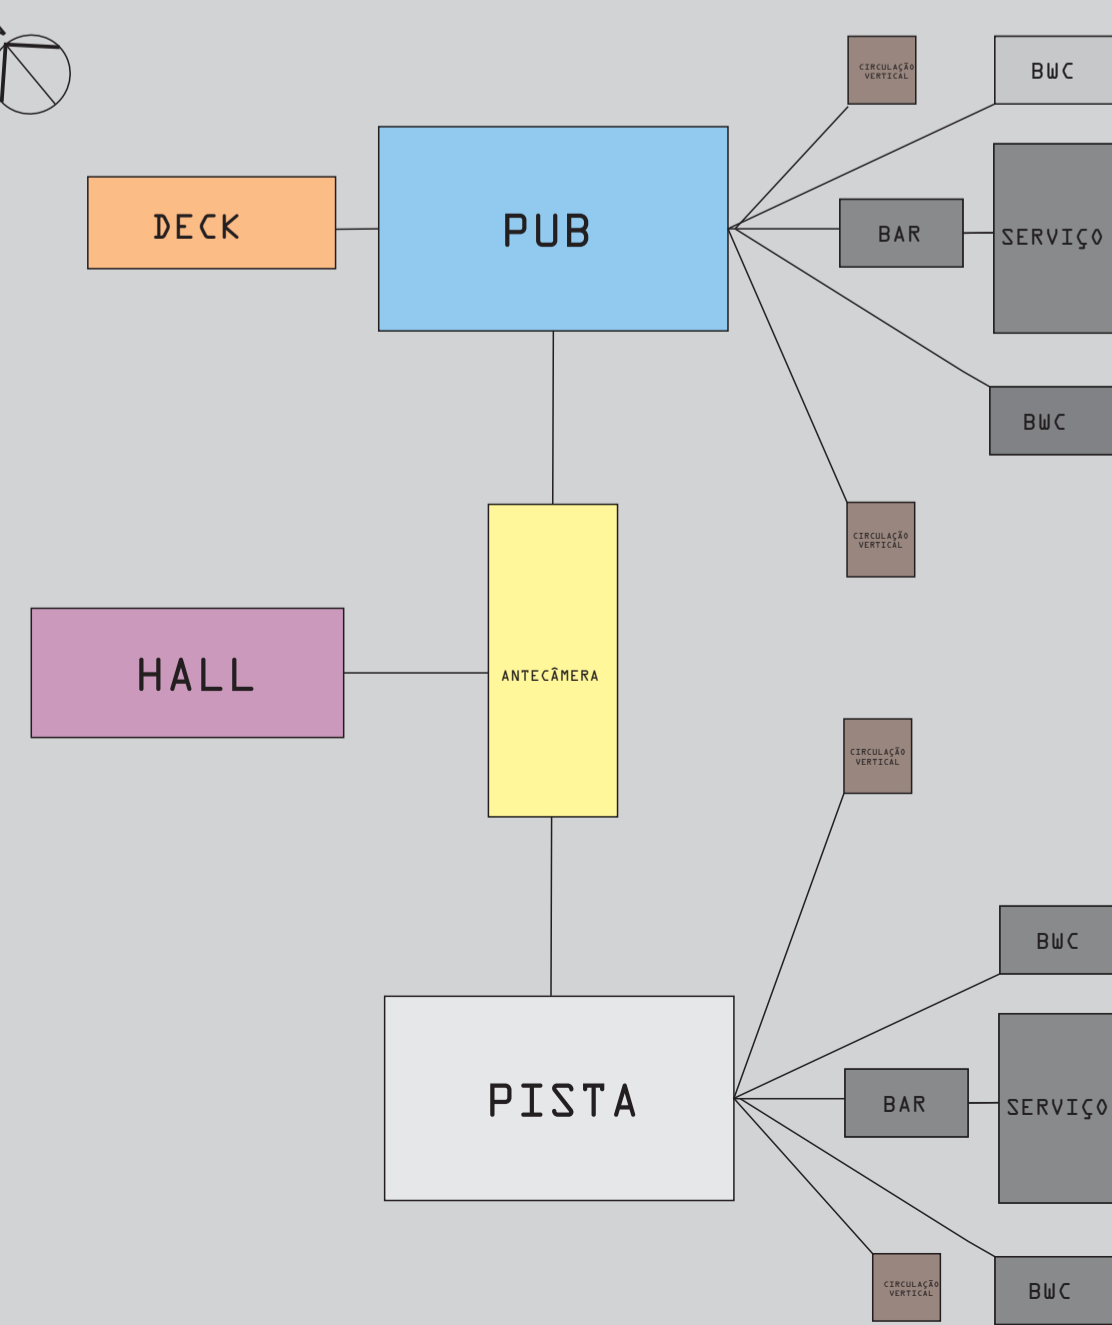 CIRCULAÇÃO
VERTICAL
BWC
DECK
PUB
BAR
SERVIÇO
BWC
CIRCULAÇÃO
VERTICAL
HALL
ANTECÂMERA
CIRCULAÇÃO
VERTICAL
BWC
PISTA
BAR
SERVIÇO
CIRCULAÇÃO
VERTICAL
BWC